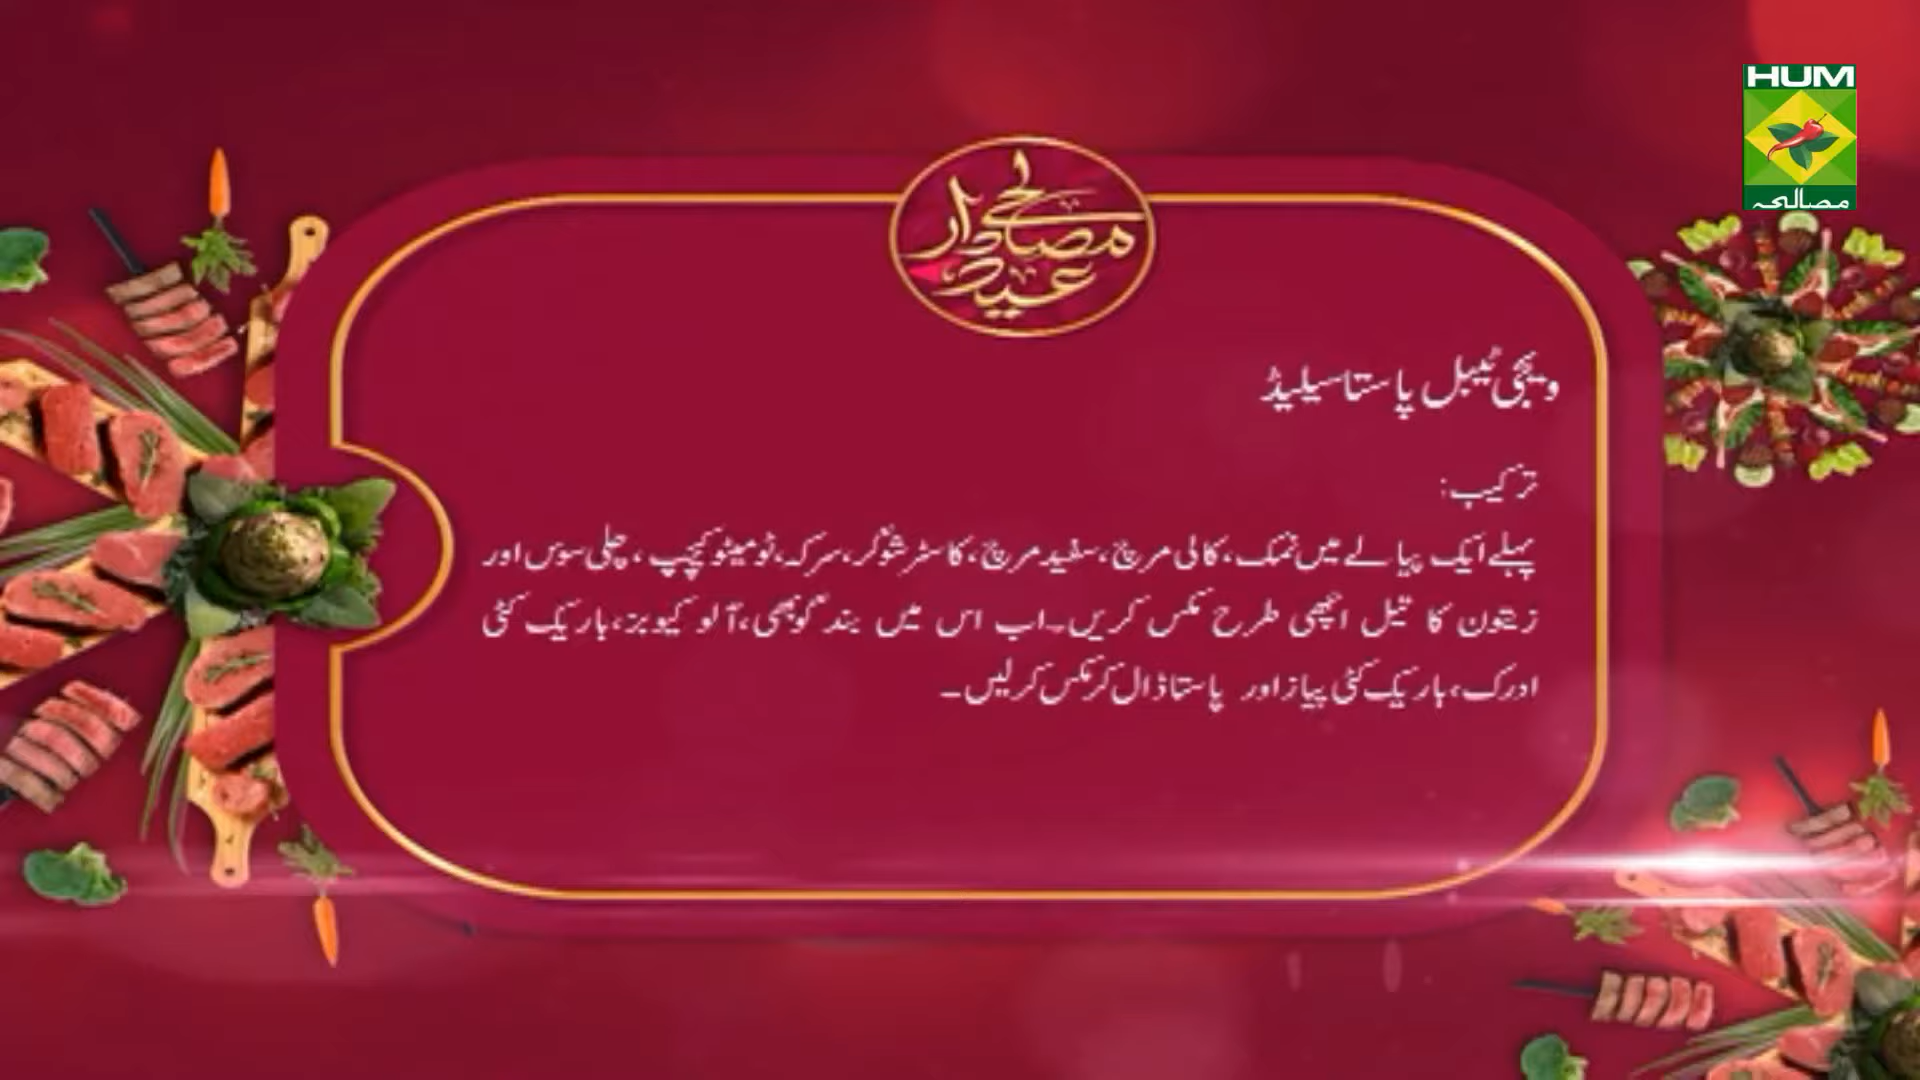 HUM
مصالحہ
مصالحے دار
عید
ویجی ٹیبل پاستا سیلیڈ
ترکیب:
پہلے ایک پیالے میں نمک، کالی مرچ، سفید مرچ، کاسٹر شوگر، سرکہ، ٹومیٹو کیچپ، چلی سوس اور
زیتون کا تیل اچھی طرح مکس کریں۔ اب اس میں بند گوبھی، آلو کیوبز، باریک کٹی
ادرک، باریک کٹی پیاز اور پاستا ڈال کر مکس کر لیں۔